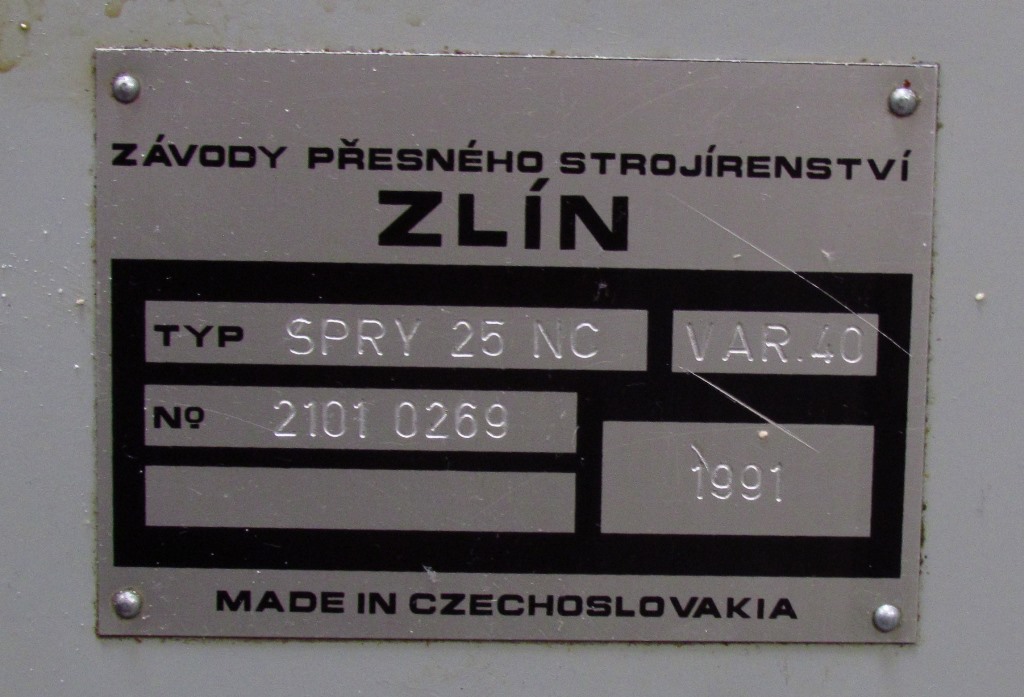 ZÁVODY PŘESNÉHO STROJÍRENSTVÍ
ZLÍN
TYP SPRY 25 NC VAR.40
Nº 2101 0269
1991
MADE IN CZECHOSLOVAKIA